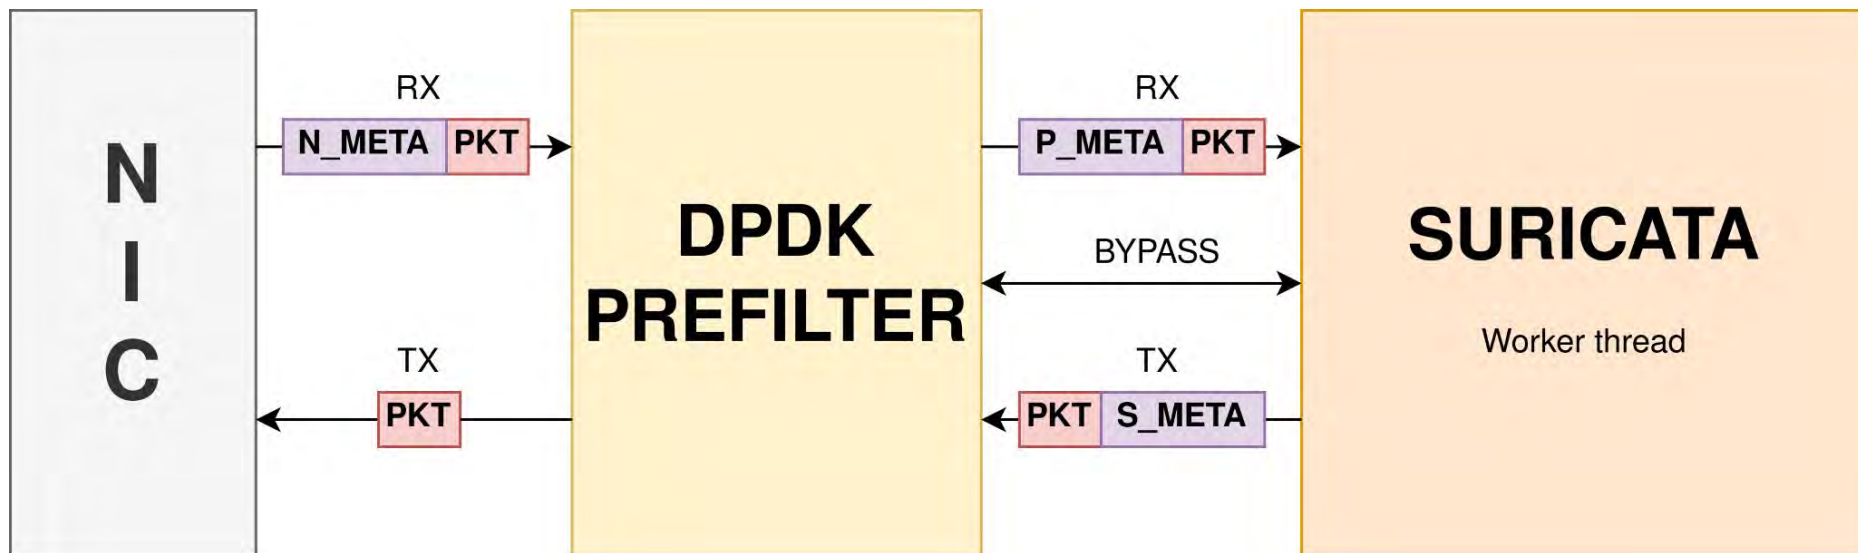 N
I
C
RX
N_META PKT
TX
PKT
DPDK
PREFILTER
RX
P_META PKT
BYPASS
TX
PKT S_META
SURICATA
Worker thread